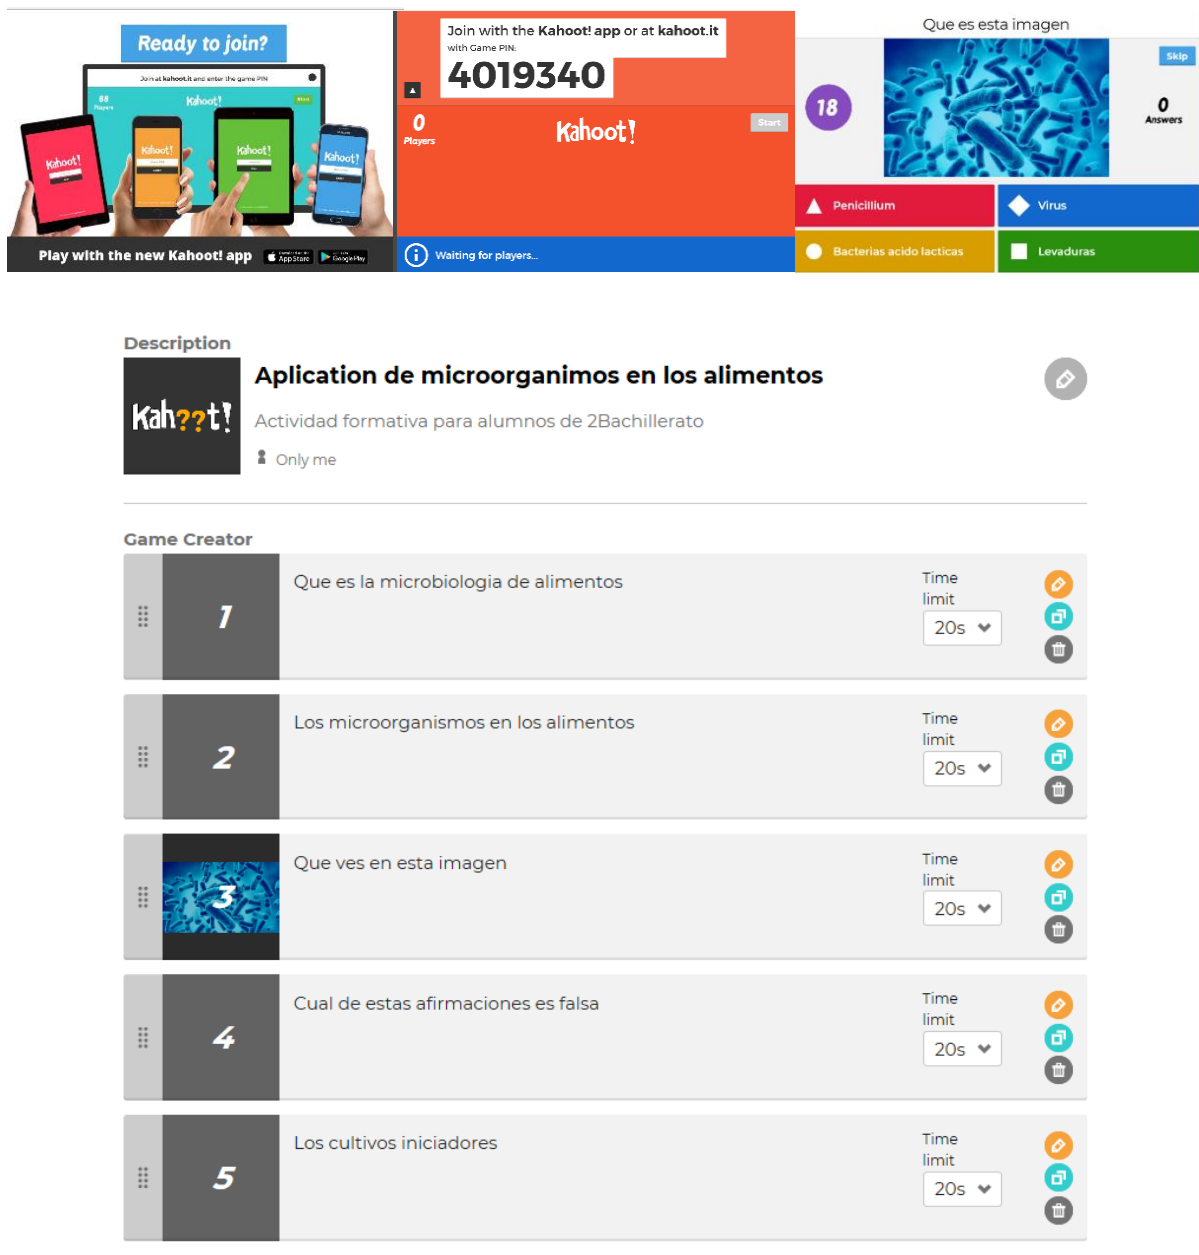 Ready to join?
Join at kahoot.it and enter the game PIN
68
Players
Kahoot!
Start
Kahoot!
Kahoot!
Kahoot!
Kahoot!
Play with the new Kahoot! app
App Store
Google Play
Join with the Kahoot! app or at kahoot.it
with Game PIN:
4019340
0
Players
Kahoot!
Start
Waiting for players...
Que es esta imagen
Skip
18
0
Answers
Penicillium
Virus
Bacterias acido lacticas
Levaduras
Description
Kah??t!
Aplication de microorganimos en los alimentos
Actividad formativa para alumnos de 2Bachillerato
Only me
Game Creator
1
Que es la microbiologia de alimentos
Time
limit
20s
2
Los microorganismos en los alimentos
Time
limit
20s
3
Que ves en esta imagen
Time
limit
20s
4
Cual de estas afirmaciones es falsa
Time
limit
20s
5
Los cultivos iniciadores
Time
limit
20s